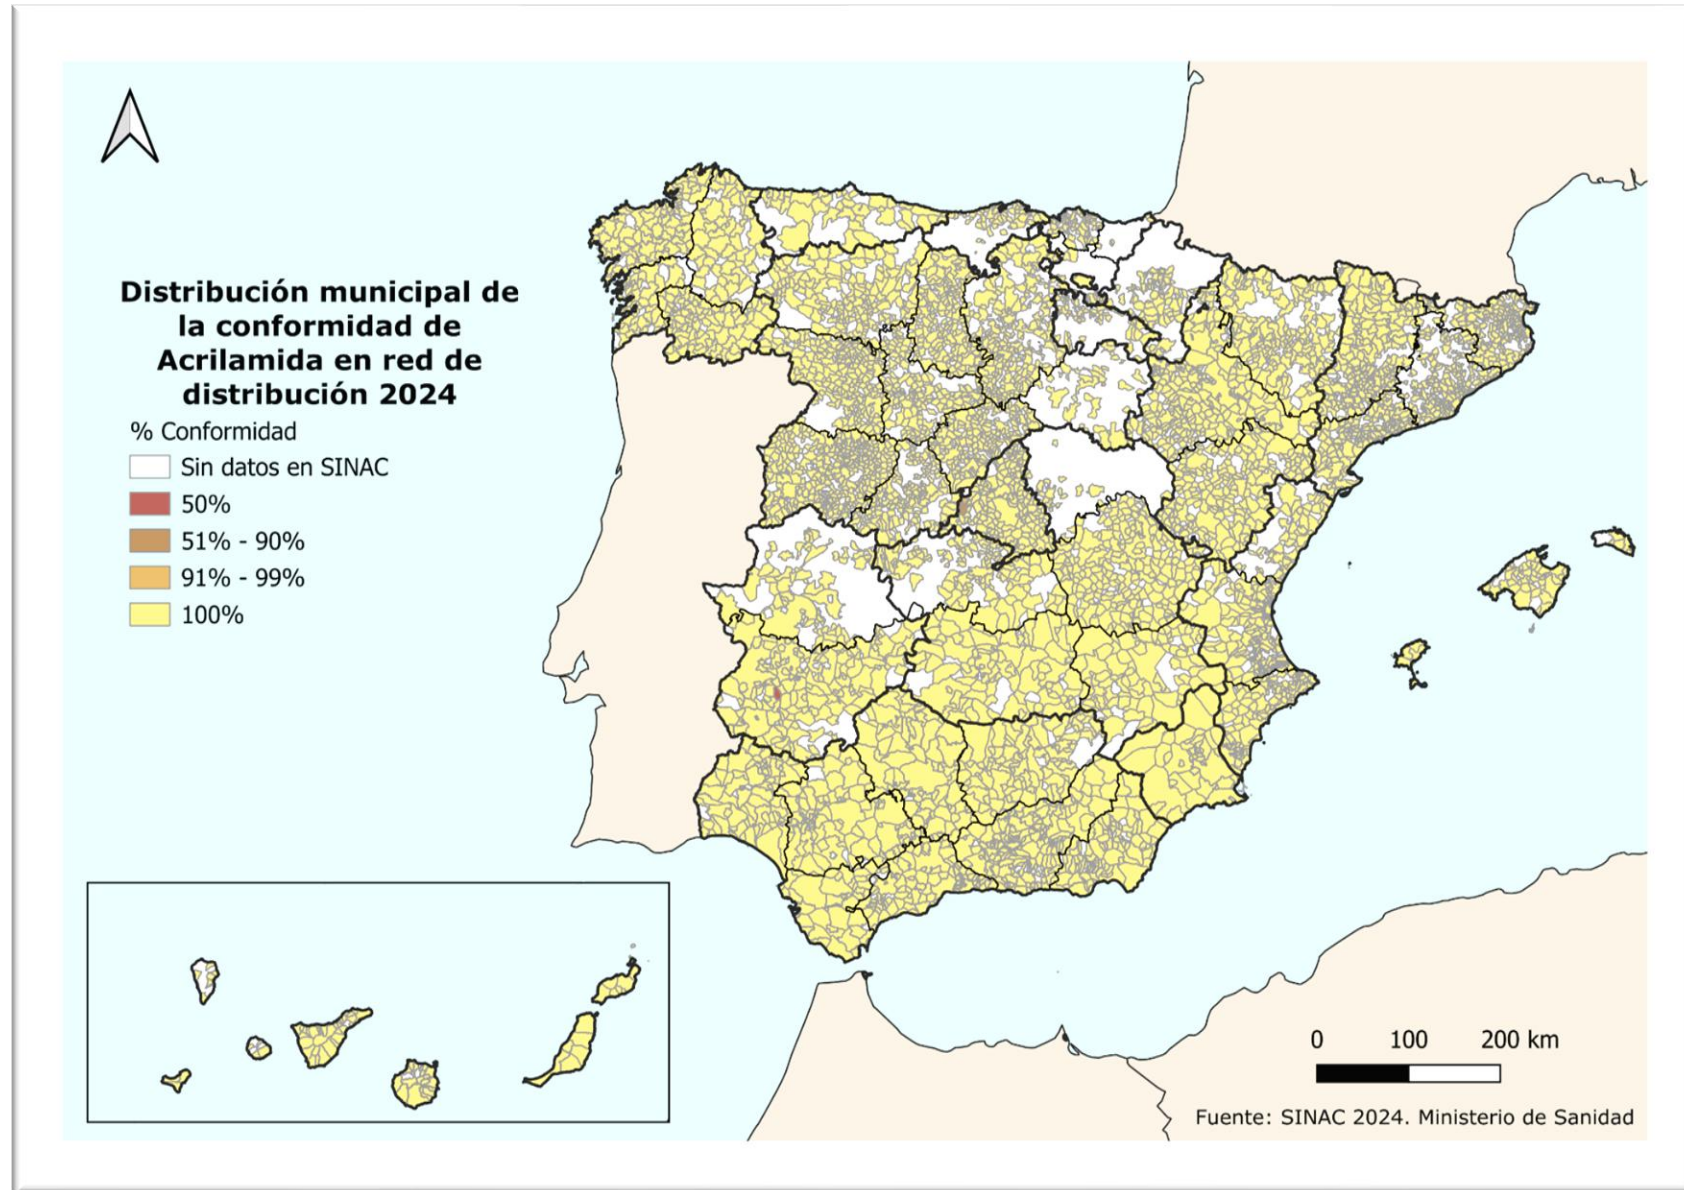 Distribución municipal de
la conformidad de
Acrilamida en red de
distribución 2024
% Conformidad
Sin datos en SINAC
50%
51% - 90%
91% - 99%
100%
0 100 200 km
Fuente: SINAC 2024. Ministerio de Sanidad